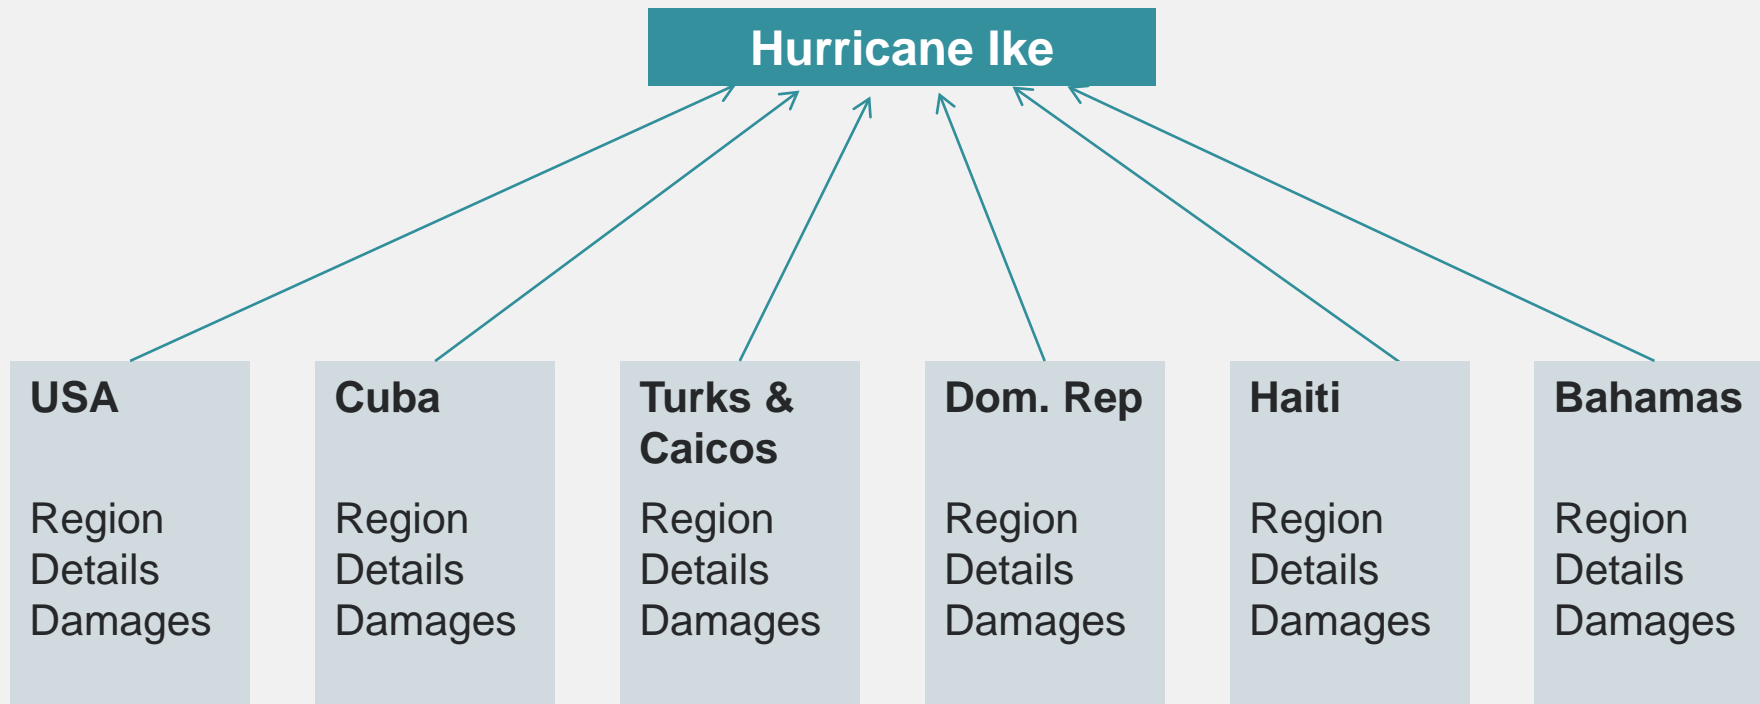 Hurricane Ike
USA
Region
Details
Damages
Cuba
Region
Details
Damages
Turks &
Caicos
Region
Details
Damages
Dom. Rep
Region
Details
Damages
Haiti
Region
Details
Damages
Bahamas
Region
Details
Damages